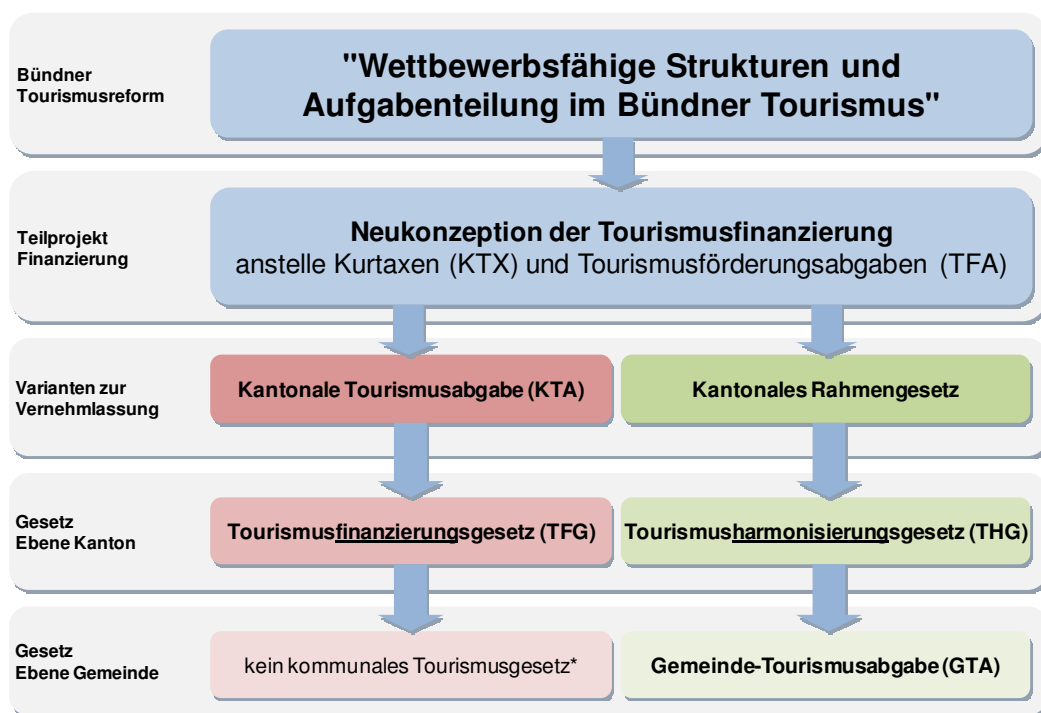 Bündner
Tourismusreform
"Wettbewerbsfähige Strukturen und
Aufgabenteilung im Bündner Tourismus"
Teilprojekt
Finanzierung
Neukonzeption der Tourismusfinanzierung
anstelle Kurtaxen (KTX) und Tourismusförderungsabgaben (TFA)
Varianten zur
Vernehmlassung
Kantonale Tourismusabgabe (KTA)
Kantonales Rahmengesetz
Gesetz
Ebene Kanton
Tourismusfinanzierungsgesetz (TFG)
Tourismusharmonisierungsgesetz (THG)
Gesetz
Ebene Gemeinde
kein kommunales Tourismusgesetz*
Gemeinde-Tourismusabgabe (GTA)